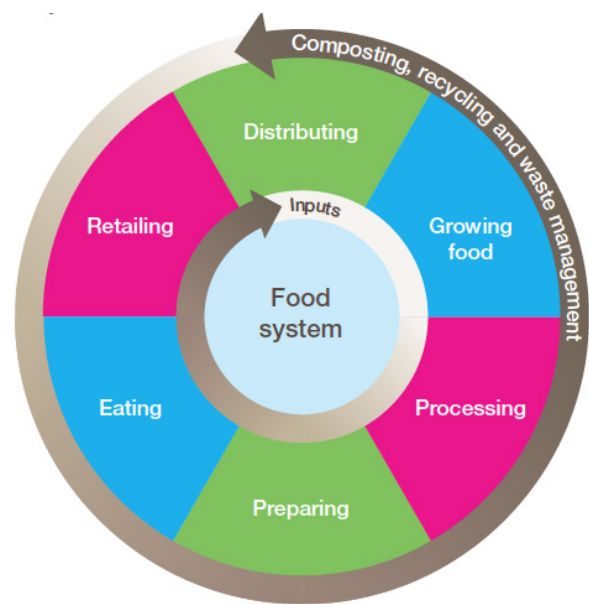 Composting, recycling and waste management
Distributing
Inputs
Retailing
Growing
food
Food
system
Eating
Processing
Preparing